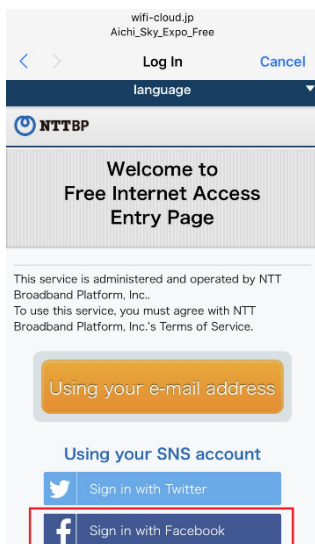 wifi-cloud.jp
Aichi_Sky_Expo_Free
Log In Cancel
language
NTTBP
Welcome to
Free Internet Access
Entry Page
This service is administered and operated by NTT
Broadband Platform, Inc..
To use this service, you must agree with NTT
Broadband Platform, Inc.'s Terms of Service.
Using your e-mail address
Using your SNS account
Sign in with Twitter
Sign in with Facebook